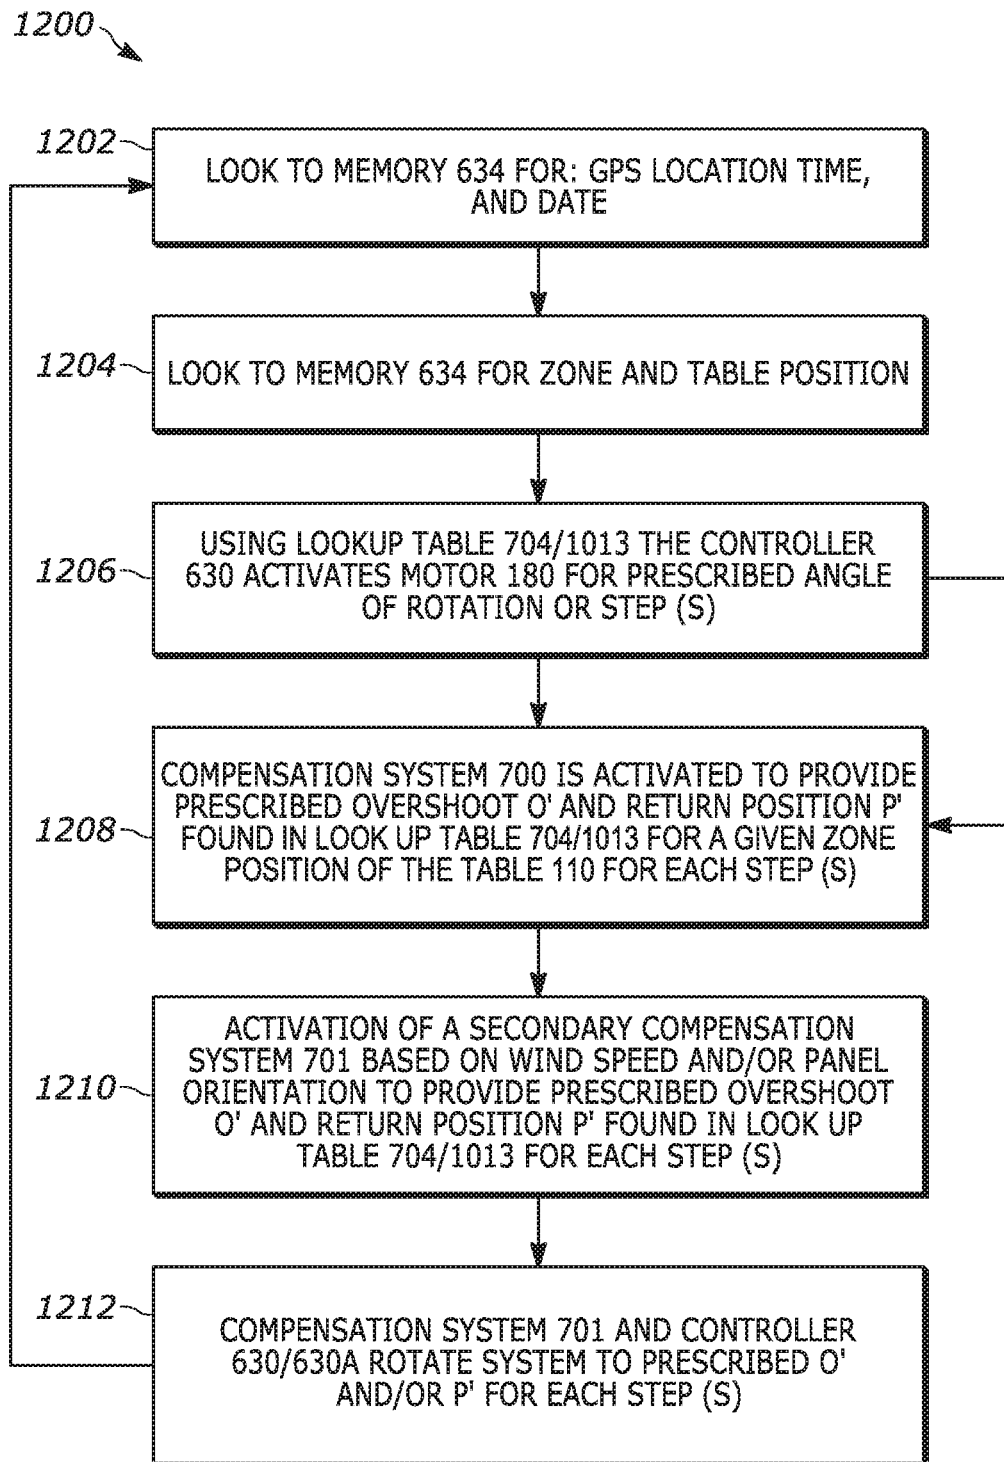 1200
1202
LOOK TO MEMORY 634 FOR: GPS LOCATION TIME,
AND DATE
1204
LOOK TO MEMORY 634 FOR ZONE AND TABLE POSITION
1206
USING LOOKUP TABLE 704/1013 THE CONTROLLER
630 ACTIVATES MOTOR 180 FOR PRESCRIBED ANGLE
OF ROTATION OR STEP (S)
1208
COMPENSATION SYSTEM 700 IS ACTIVATED TO PROVIDE
PRESCRIBED OVERSHOOT O' AND RETURN POSITION P'
FOUND IN LOOK UP TABLE 704/1013 FOR A GIVEN ZONE
POSITION OF THE TABLE 110 FOR EACH STEP (S)
1210
ACTIVATION OF A SECONDARY COMPENSATION
SYSTEM 701 BASED ON WIND SPEED AND/OR PANEL
ORIENTATION TO PROVIDE PRESCRIBED OVERSHOOT
O' AND RETURN POSITION P' FOUND IN LOOK UP
TABLE 704/1013 FOR EACH STEP (S)
1212
COMPENSATION SYSTEM 701 AND CONTROLLER
630/630A ROTATE SYSTEM TO PRESCRIBED O'
AND/OR P' FOR EACH STEP (S)